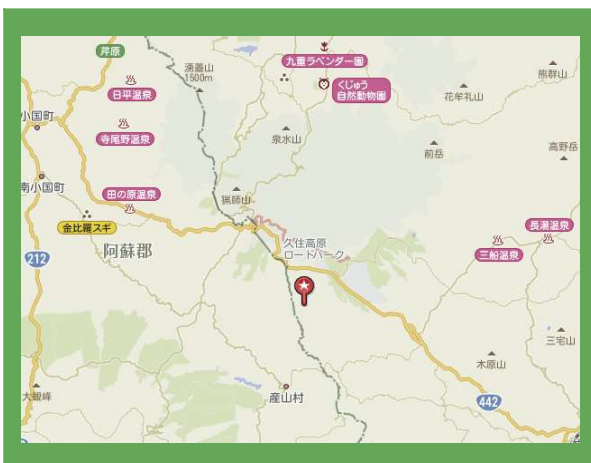 芹原
九重ラベンダー園
涌蓋山
1500m
熊群山
日平温泉
くじゅう
自然動物園
花牟礼山
小国町
寺尾野温泉
泉水山
前岳
高野岳
南小国町
田の原温泉
猟師山
長湯温泉
金比羅スギ
阿蘇郡
久住高原
ロードパーク
三船温泉
212
三宅山
木原山
大観峰
産山村
442